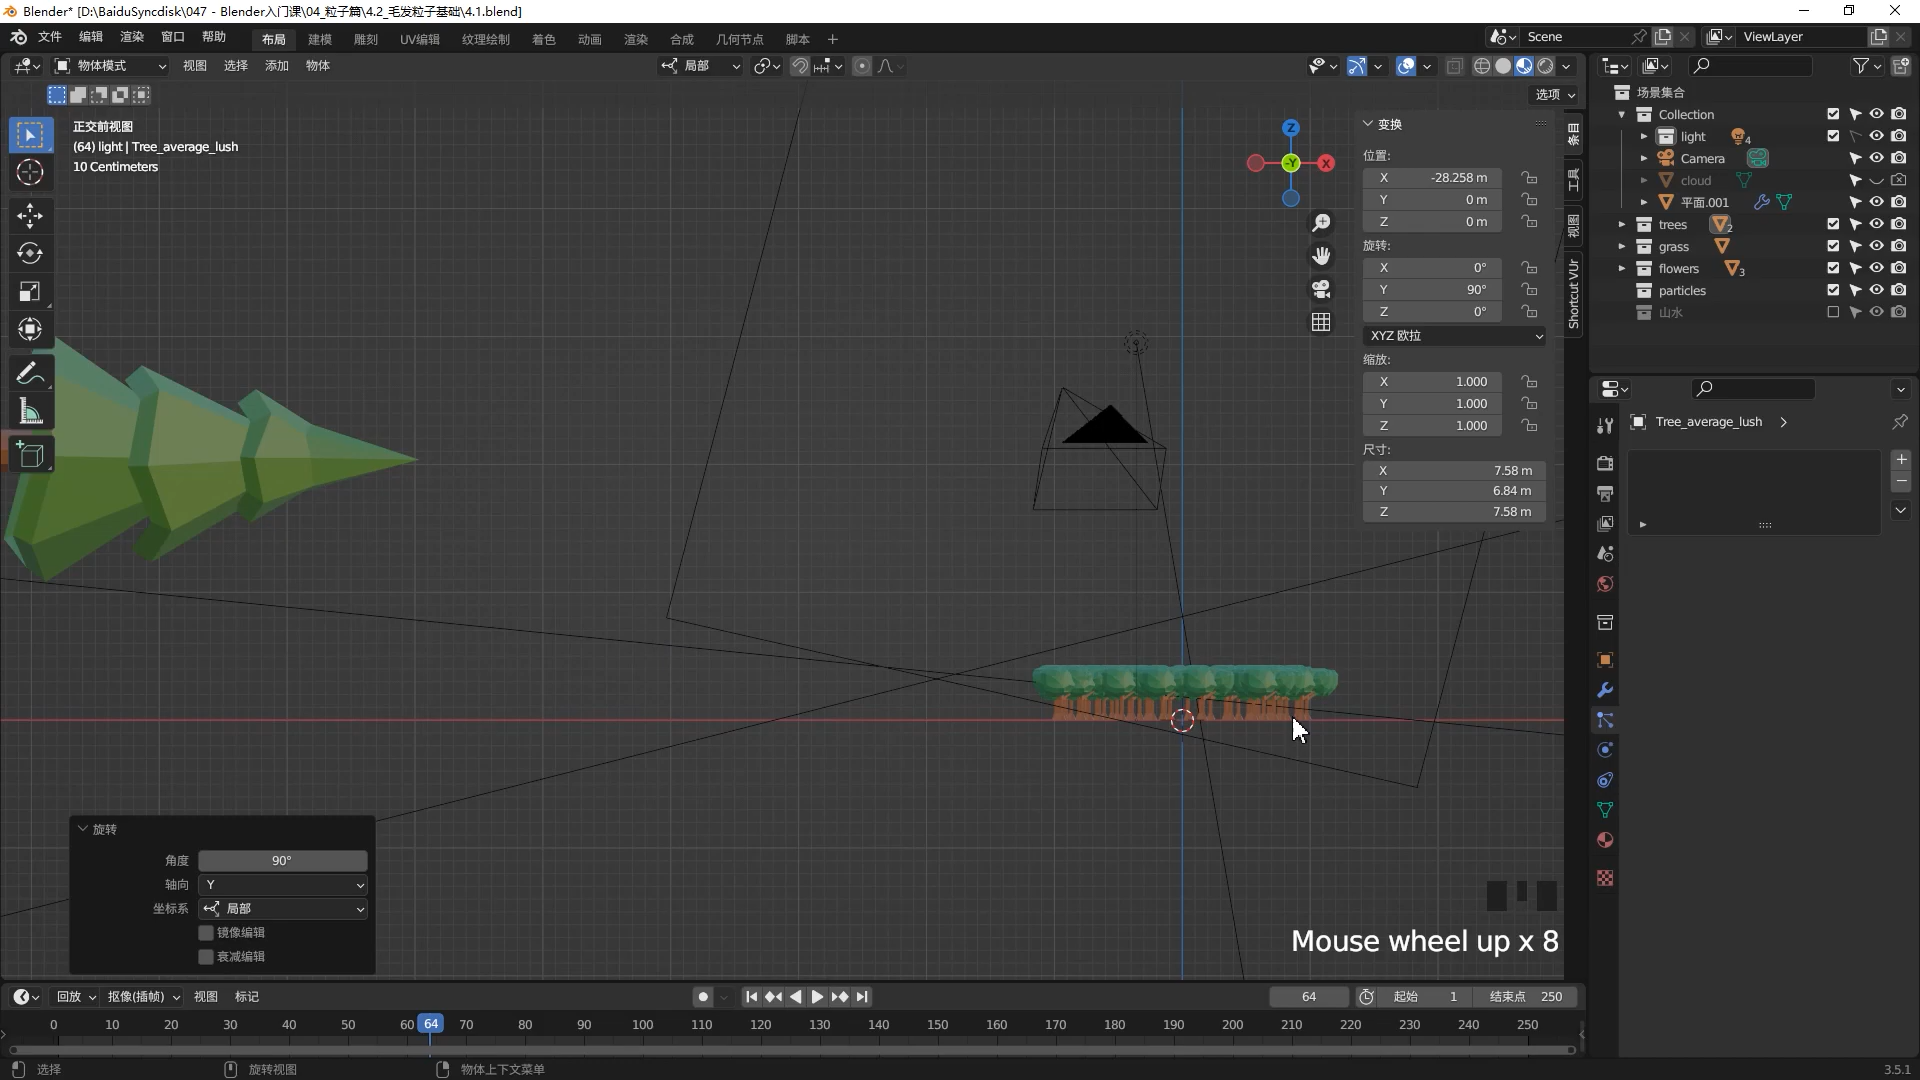 Blender* [D:\BaiduSyncdisk\047 - Blender入门课\04_粒子篇\4.2_毛发粒子基础\4.1.blend]
文件 编辑 渲染 窗口 帮助 布局 建模 雕刻 UV编辑 纹理绘制 着色 动画 渲染 合成 几何节点 脚本 + Scene ViewLayer
物体模式 视图 选择 添加 物体 局部
选项
正交前视图
(64) light | Tree_average_lush
10 Centimeters
Z
-Y
X
变换
位置:
X -28.258 m
Y 0 m
Z 0 m
旋转:
X 0°
Y 90°
Z 0°
XYZ 欧拉
缩放:
X 1.000
Y 1.000
Z 1.000
尺寸:
X 7.58 m
Y 6.84 m
Z 7.58 m
条目
工具
视图
Shortcut VUr
场景集合
Collection
light 4
Camera
cloud
平面.001
trees 2
grass
flowers 3
particles
山水
Tree_average_lush
旋转
角度 90°
轴向 Y
坐标系 局部
镜像编辑
衰减编辑
Mouse wheel up x 8
回放 抠像(插帧) 视图 标记 64 起始 1 结束点 250
0 10 20 30 40 50 60 64 70 80 90 100 110 120 130 140 150 160 170 180 190 200 210 220 230 240 250
选择 旋转视图 物体上下文菜单 3.5.1